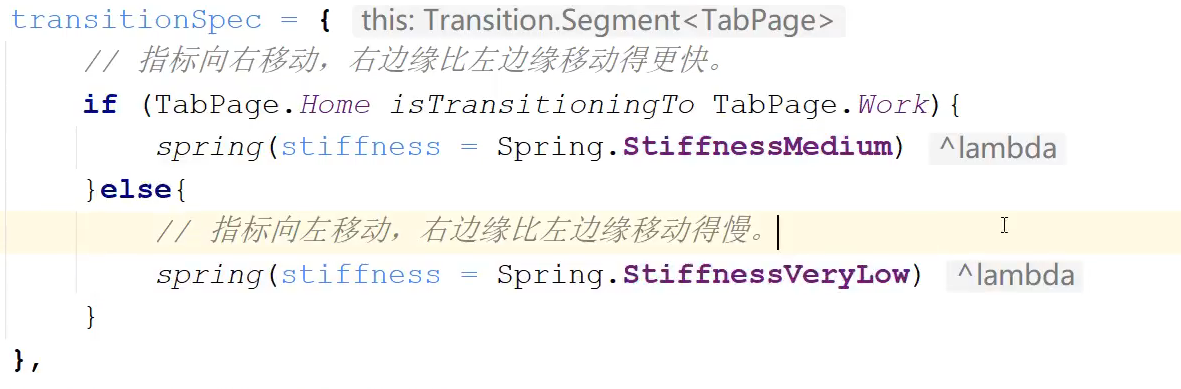 transitionSpec = { this: Transition.Segment<TabPage>
// 指标向右移动，右边缘比左边缘移动得更快。
if (TabPage.Home isTransitioningTo TabPage.Work){
spring(stiffness = Spring.StiffnessMedium) ^lambda
}else{
// 指标向左移动，右边缘比左边缘移动得慢。
spring(stiffness = Spring.StiffnessVeryLow) ^lambda
}
},